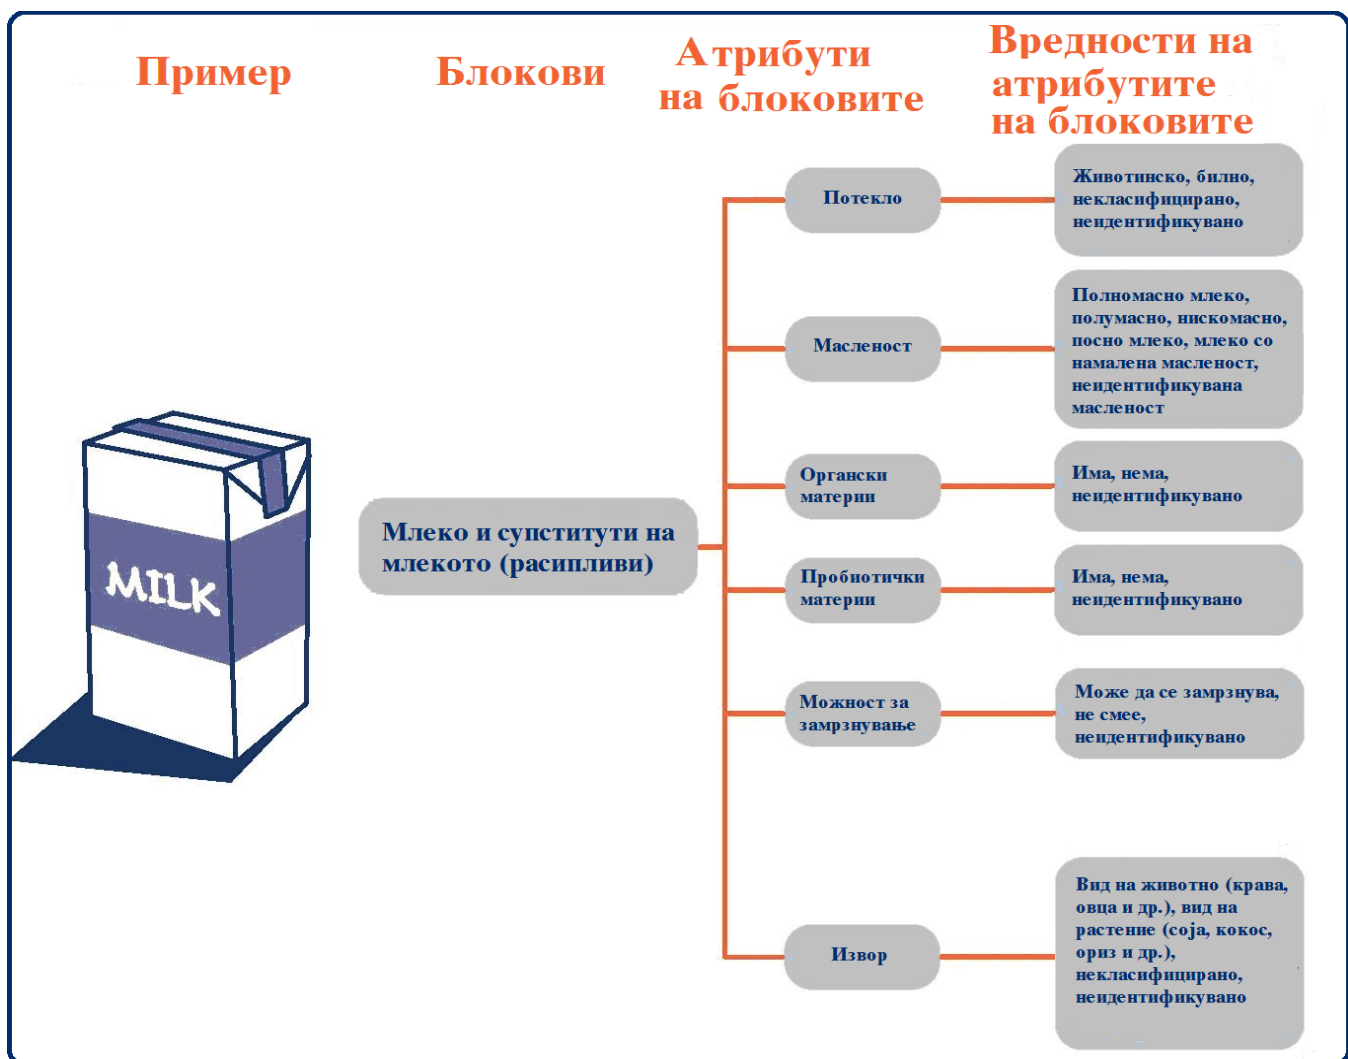 Пример
Блокови
Атрибути
на блоковите
Вредности на
атрибутите
на блоковите
MILK
Млеко и супститути на
млекото (расипливи)
Потекло
Животинско, билно,
некласифицирано,
неидентификувано
Масленост
Полномасно млеко,
полумасно, нискомасно,
посно млеко, млеко со
намалена масленост,
неидентификувана
масленост
Органски
материи
Има, нема,
неидентификувано
Пробиотички
материи
Има, нема,
неидентификувано
Можност за
замрзнување
Може да се замрзнува,
не смее,
неидентификувано
Извор
Вид на животно (крава,
овца и др.), вид на
растение (соја, кокос,
ориз и др.),
некласифицирано,
неидентификувано